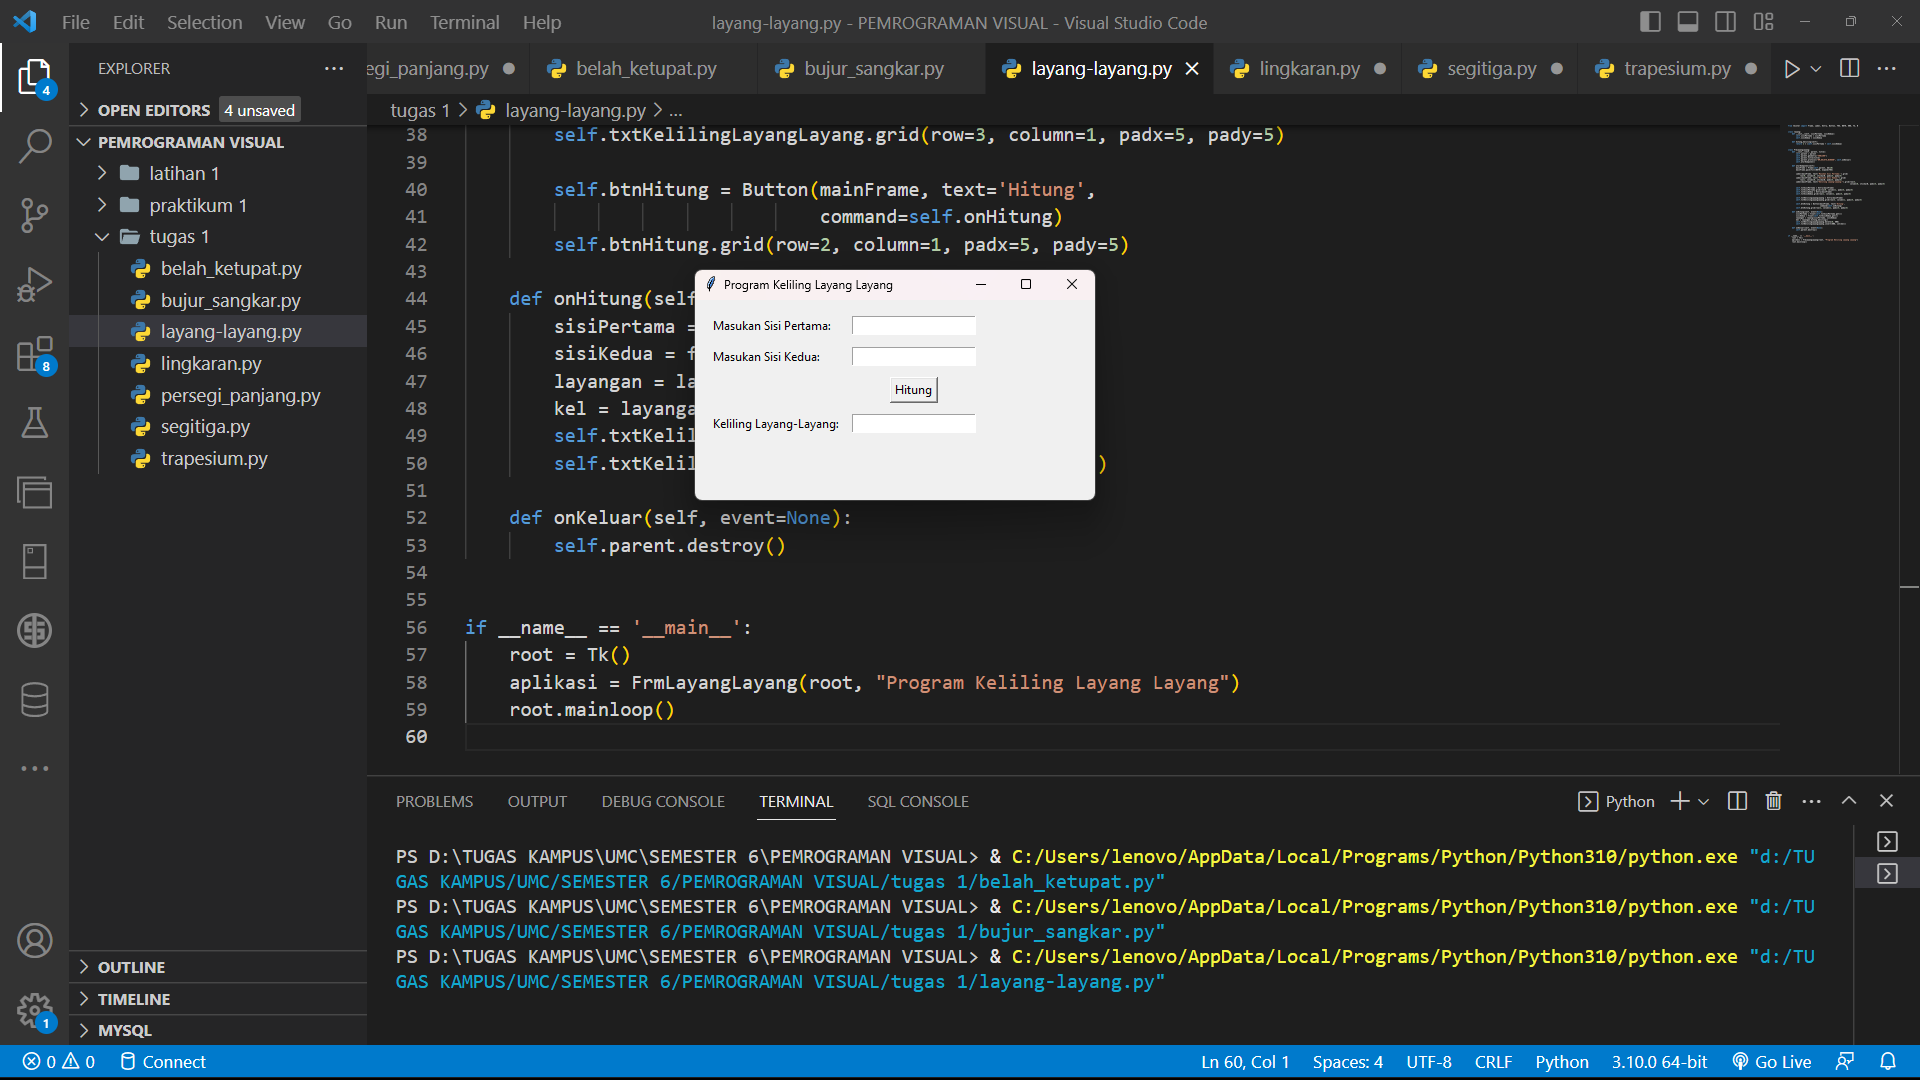 File Edit Selection View Go Run Terminal Help
layang-layang.py - PEMROGRAMAN VISUAL - Visual Studio Code
EXPLORER
egi_panjang.py
belah_ketupat.py
bujur_sangkar.py
layang-layang.py
lingkaran.py
segitiga.py
trapesium.py
4
OPEN EDITORS 4 unsaved
PEMROGRAMAN VISUAL
latihan 1
praktikum 1
tugas 1
belah_ketupat.py
bujur_sangkar.py
layang-layang.py
lingkaran.py
persegi_panjang.py
segitiga.py
trapesium.py
8
OUTLINE
TIMELINE
MYSQL
1
tugas 1 > layang-layang.py > ...
38 self.txtKelilingLayangLayang.grid(row=3, column=1, padx=5, pady=5)
39
40 self.btnHitung = Button(mainFrame, text='Hitung',
41 command=self.onHitung)
42 self.btnHitung.grid(row=2, column=1, padx=5, pady=5)
43
44 def onHitung(self
45 sisiPertama =
46 sisiKedua = f
47 layangan = la
48 kel = layanga
49 self.txtKelil
50 self.txtKelil )
51
52 def onKeluar(self, event=None):
53 self.parent.destroy()
54
55
56 if __name__ == '__main__':
57 root = Tk()
58 aplikasi = FrmLayangLayang(root, "Program Keliling Layang Layang")
59 root.mainloop()
60
Program Keliling Layang Layang
Masukan Sisi Pertama:
Masukan Sisi Kedua:
Hitung
Keliling Layang-Layang:
PROBLEMS OUTPUT DEBUG CONSOLE TERMINAL SQL CONSOLE
Python
PS D:\TUGAS KAMPUS\UMC\SEMESTER 6\PEMROGRAMAN VISUAL> & C:/Users/lenovo/AppData/Local/Programs/Python/Python310/python.exe "d:/TU
GAS KAMPUS/UMC/SEMESTER 6/PEMROGRAMAN VISUAL/tugas 1/belah_ketupat.py"
PS D:\TUGAS KAMPUS\UMC\SEMESTER 6\PEMROGRAMAN VISUAL> & C:/Users/lenovo/AppData/Local/Programs/Python/Python310/python.exe "d:/TU
GAS KAMPUS/UMC/SEMESTER 6/PEMROGRAMAN VISUAL/tugas 1/bujur_sangkar.py"
PS D:\TUGAS KAMPUS\UMC\SEMESTER 6\PEMROGRAMAN VISUAL> & C:/Users/lenovo/AppData/Local/Programs/Python/Python310/python.exe "d:/TU
GAS KAMPUS/UMC/SEMESTER 6/PEMROGRAMAN VISUAL/tugas 1/layang-layang.py"
0 0 Connect
Ln 60, Col 1 Spaces: 4 UTF-8 CRLF Python 3.10.0 64-bit Go Live